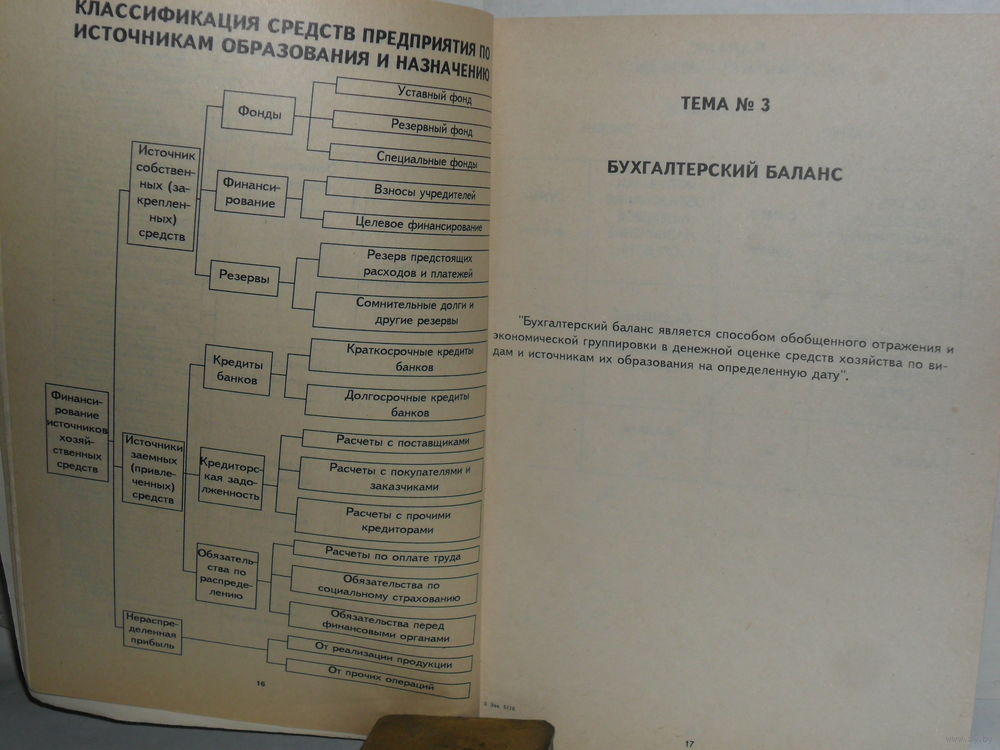 КЛАССИФИКАЦИЯ СРЕДСТВ ПРЕДПРИЯТИЯ ПО
ИСТОЧНИКАМ ОБРАЗОВАНИЯ И НАЗНАЧЕНИЮ
Финанси-
рование
источников
хозяй-
ственных
средств
Источник
собствен-
ных (за-
крепленн-
ных)
средств
Фонды
Уставный фонд
Резервный фонд
Специальные фонды
Финанси-
рование
Взносы учредителей
Целевое финансирование
Резервы
Резерв предстоящих
расходов и платежей
Сомнительные долги и
другие резервы
Источники
заемных
(привле-
ченных)
средств
Кредиты
банков
Краткосрочные кредиты
банков
Долгосрочные кредиты
банков
Кредиторс-
кая задо-
лженность
Расчеты с поставщиками
Расчеты с покупателями и
заказчиками
Расчеты с прочими
кредиторами
Обязатель-
ства по
распреде-
лению
Расчеты по оплате труда
Обязательства по
социальному страхованию
Обязательства перед
финансовыми органами
Нераспре-
деленная
прибыль
От реализации продукции
От прочих операций
16
ТЕМА № 3
БУХГАЛТЕРСКИЙ БАЛАНС
"Бухгалтерский баланс является способом обобщенного отражения и
экономической группировки в денежной оценке средств хозяйства по ви-
дам и источникам их образования на определенную дату".
17